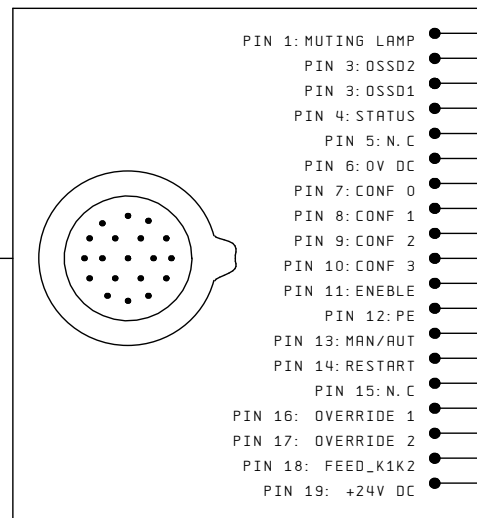 PIN 1: MUTING LAMP
PIN 3: OSSD2
PIN 3: OSSD1
PIN 4: STATUS
PIN 5: N.C
PIN 6: 0V DC
PIN 7: CONF 0
PIN 8: CONF 1
PIN 9: CONF 2
PIN 10: CONF 3
PIN 11: ENEBLE
PIN 12: PE
PIN 13: MAN/AUT
PIN 14: RESTART
PIN 15: N.C
PIN 16: OVERRIDE 1
PIN 17: OVERRIDE 2
PIN 18: FEED_K1K2
PIN 19: +24V DC